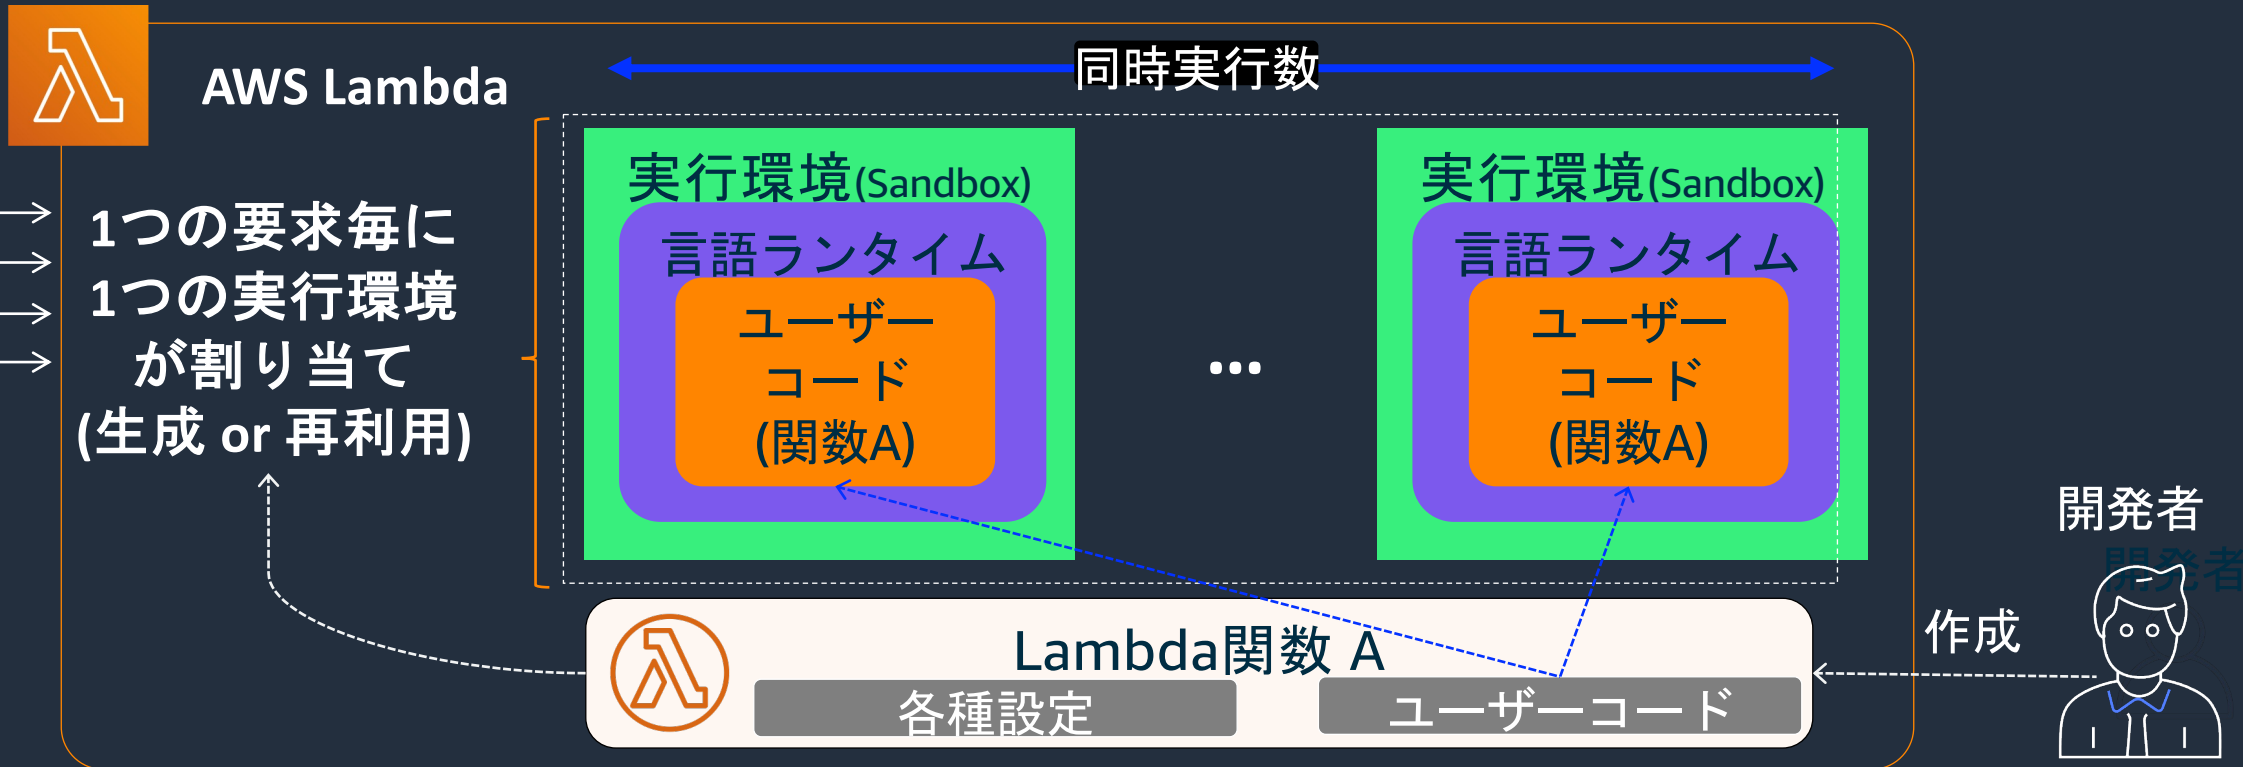 AWS Lambda
同時実行数
1つの要求毎に
1つの実行環境
が割り当て
(生成 or 再利用)
実行環境(Sandbox)
言語ランタイム
ユーザー
コード
(関数A)
...
実行環境(Sandbox)
言語ランタイム
ユーザー
コード
(関数A)
Lambda関数 A
各種設定
ユーザーコード
作成
開発者
開発者